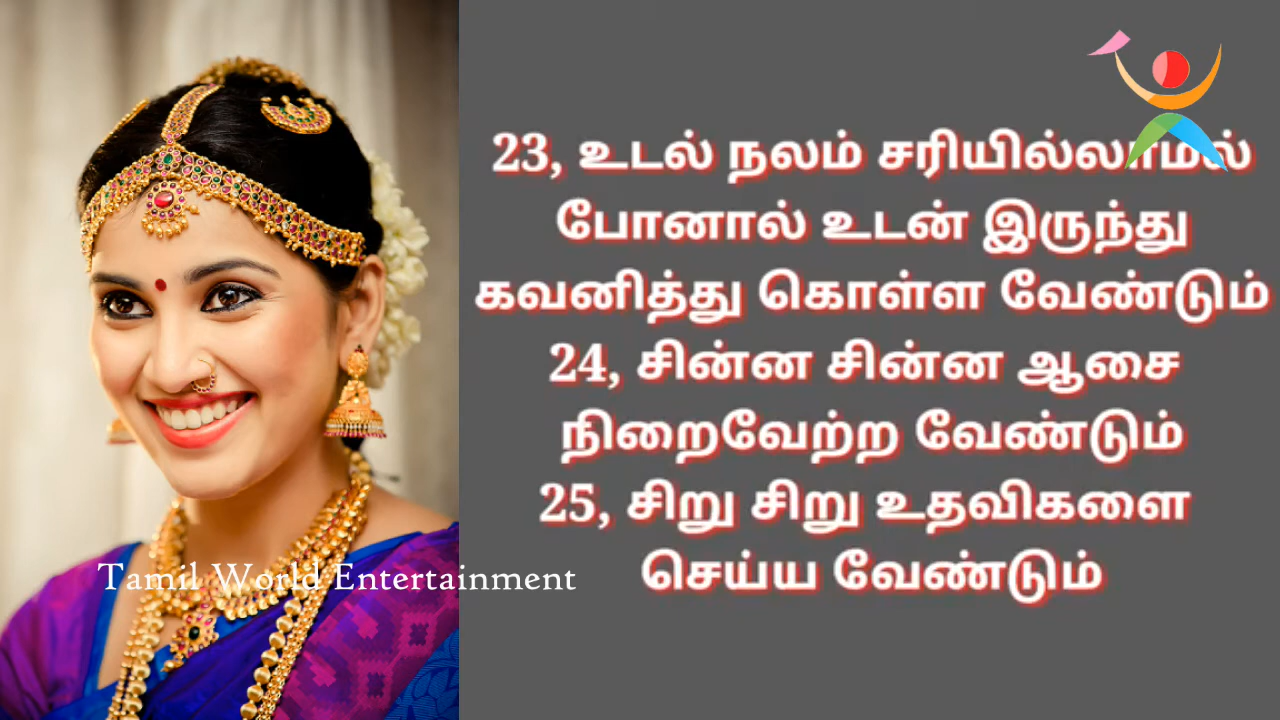 23, உடல் நலம் சரியில்லாமல்
போனால் உடன் இருந்து
கவனித்து கொள்ள வேண்டும்
24, சின்ன சின்ன ஆசை
நிறைவேற்ற வேண்டும்
25, சிறு சிறு உதவிகளை
செய்ய வேண்டும்
Tamil World Entertainment